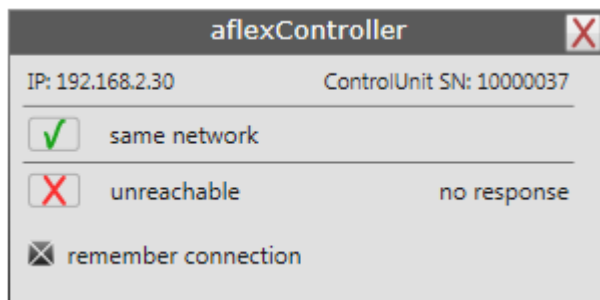 aflexController
IP: 192.168.2.30 ControlUnit SN: 10000037
same network
unreachable no response
remember connection